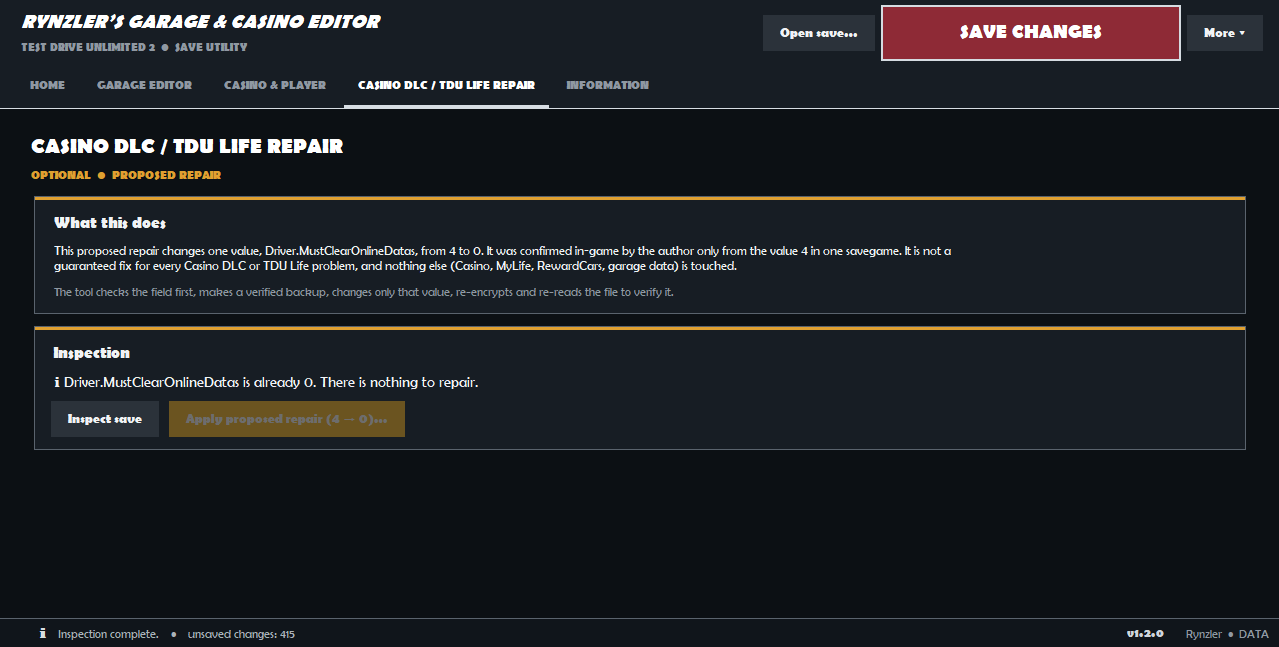 RYNZLER'S GARAGE & CASINO EDITOR
TEST DRIVE UNLIMITED 2 ● SAVE UTILITY
Open save...
SAVE CHANGES
More ▾
HOME
GARAGE EDITOR
CASINO & PLAYER
CASINO DLC / TDU LIFE REPAIR
INFORMATION
CASINO DLC / TDU LIFE REPAIR
OPTIONAL ● PROPOSED REPAIR
What this does
This proposed repair changes one value, Driver.MustClearOnlineDatas, from 4 to 0. It was confirmed in-game by the author only from the value 4 in one savegame. It is not a
guaranteed fix for every Casino DLC or TDU Life problem, and nothing else (Casino, MyLife, RewardCars, garage data) is touched.
The tool checks the field first, makes a verified backup, changes only that value, re-encrypts and re-reads the file to verify it.
Inspection
ℹ Driver.MustClearOnlineDatas is already 0. There is nothing to repair.
Inspect save
Apply proposed repair (4 → 0)...
ℹ Inspection complete. ● unsaved changes: 415
v1.2.0
Rynzler ● DATA